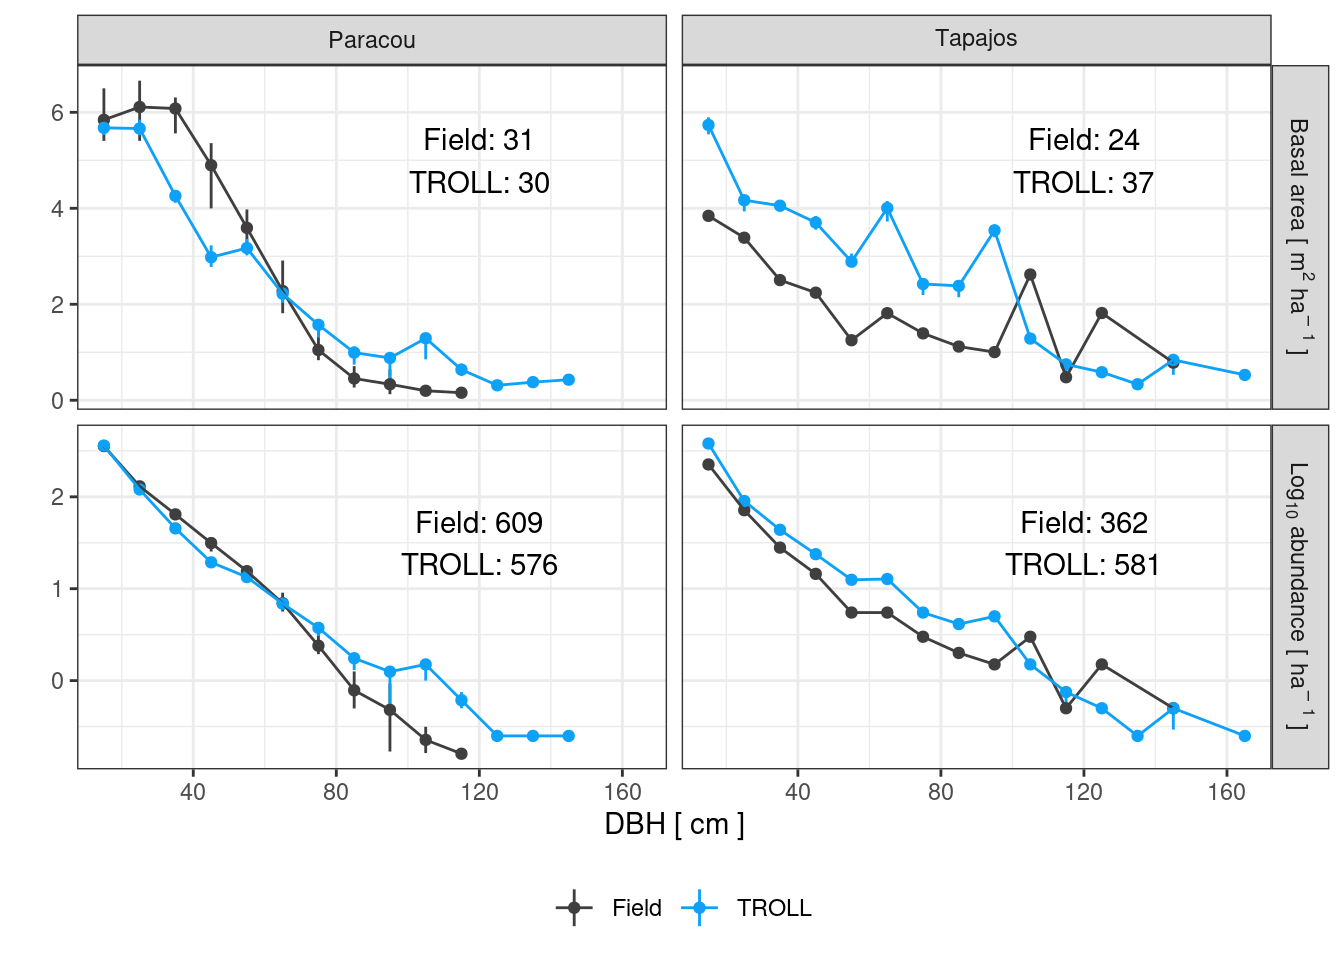 Paracou
Tapajos
6
4
2
0
Field: 31
TROLL: 30
Field: 24
TROLL: 37
Basal area [ m² ha⁻¹ ]
2
1
0
Field: 609
TROLL: 576
Field: 362
TROLL: 581
Log₁₀ abundance [ ha⁻¹ ]
40 80 120 160
40 80 120 160
DBH [ cm ]
Field TROLL